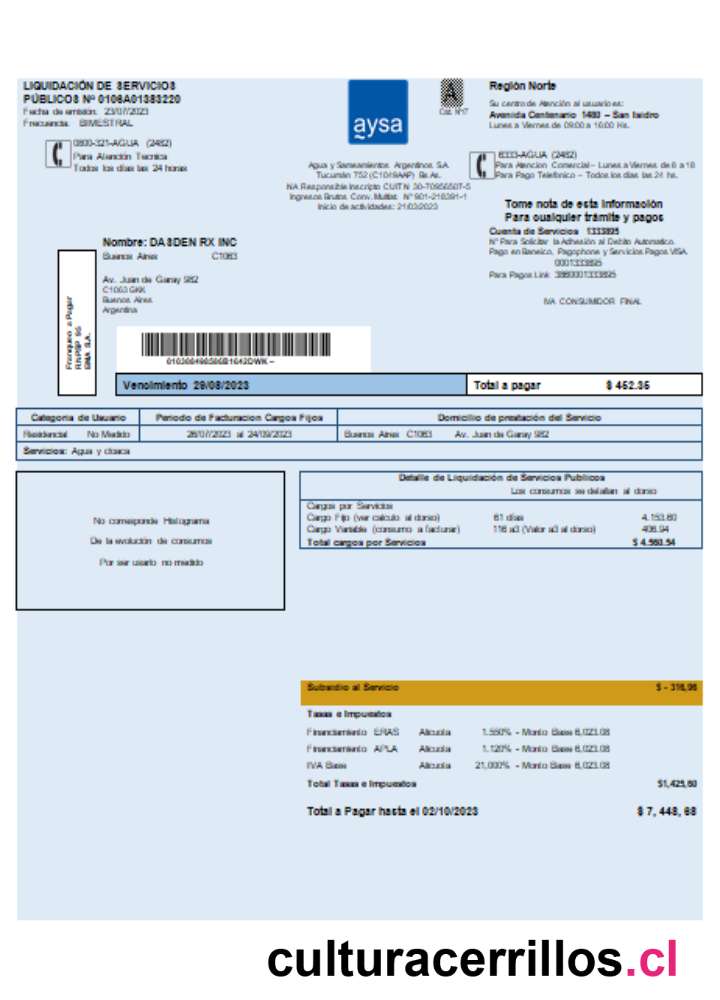 LIQUIDACIÓN DE SERVICIOS
PÚBLICOS Nº 0106A01383220
Fecha de emisión: 23/07/2023
Frecuencia: BIMESTRAL
0800-321-AGUA (2482)
Para Atención Tecnica
Todos los días las 24 horas
aysa
A
Cód. Nº17
Agua y Saneamientos Argentinos S.A.
Tucumán 752 (C1049AAP) Bs.As.
IVA Responsible Inscripto CUIT N 30-70956507-5
Ingresos Brutos Conv. Multilat. Nº 901-218391-1
Inicio de actividades: 21/03/2023
Región Norte
Su centro de Atención al usuario es:
Avenida Centenario 1480 – San Isidro
Lunes a Viernes de 09:00 a 16:00 Hs.
6333-AGUA (2482)
Para Atencion Comercial – Lunes a Viernes de 8 a 18
Para Pago Telefónico – Todos los días las 24 hs.
Tome nota de esta información
Para cualquier trámite y pagos
Cuenta de Servicios 1333895
Nº Para Solicitar la Adhesión al Debito Automatico.
Pago en Banelco, Pagophone y Servicios Pagos VISA.
0001333895
Para Pagos Link 3860001333895
IVA CONSUMIDOR FINAL
Nombre: DASDEN RX INC
Buenos Aires C1063
Av. Juan de Garay 982
C1063 GKK
Buenos Aires
Argentina
Franqueo a Pagar
EMA S.A.
Vencimiento 29/08/2023
Total a pagar $ 452.35
Categoria de Usuario Periodo de Facturacion Cargos Fijos Domicilio de prestación del Servicio
Residencial No Medido 26/07/2023 al 24/09/2023 Buenos Aires C1063 Av. Juan de Garay 982
Servicios: Agua y cloaca
No corresponde Histograma
De la evolución de consumos
Por ser usario no medido
Detalle de Liquidación de Servicios Publicos
Los consumos se detallan al dorso
Cargos por Servicios
Cargo Fijo (ver calculo al dorso) 61 días 4.153.60
Cargo Variable (consumo a facturar) 116 a3 (Valor a3 al dorso) 406.94
Total cargos por Servicios $ 4.560.54
Subsidio al Servicio $ - 316,96
Tasas e Impuestos
Financiamiento ERAS Alicuota 1.550% - Monto Base 6,023.08
Financiamiento APLA Alicuota 1.120% - Monto Base 6,023.08
IVA Base Alicuota 21,000% - Monto Base 6,023.08
Total Tasas e Impuestos $1,425,60
Total a Pagar hasta el 02/10/2023 $ 7, 448, 68
culturacerrillos.cl